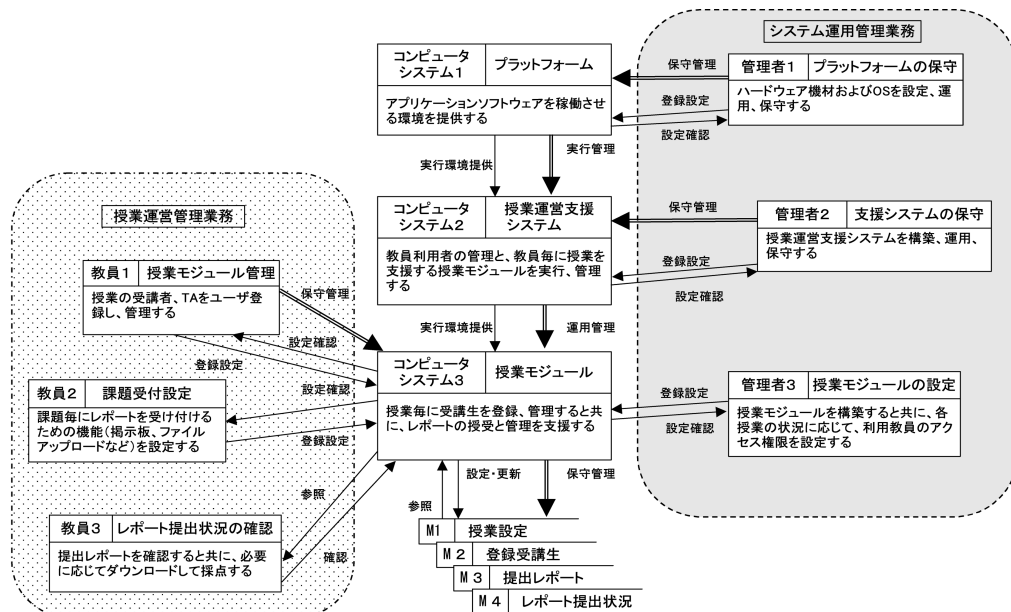 システム運用管理業務
コンピュータ
システム1
プラットフォーム
アプリケーションソフトウェアを稼働させ
る環境を提供する
保守管理
登録設定
設定確認
管理者1
プラットフォームの保守
ハードウェア機材およびOSを設定、運
用、保守する
実行環境提供
実行管理
授業運営管理業務
コンピュータ
システム2
授業運営支援
システム
教員利用者の管理と、教員毎に授業を
支援する授業モジュールを実行、管理
する
保守管理
登録設定
設定確認
管理者2
支援システムの保守
授業運営支援システムを構築、運用、
保守する
教員1
授業モジュール管理
授業の受講者、TAをユーザ登
録し、管理する
保守管理
設定確認
登録設定
実行環境提供
運用管理
コンピュータ
システム3
授業モジュール
授業毎に受講生を登録、管理すると共
に、レポートの授受と管理を支援する
登録設定
設定確認
管理者3
授業モジュールの設定
授業モジュールを構築すると共に、各
授業の状況に応じて、利用教員のアク
セス権限を設定する
教員2
課題受付設定
課題毎にレポートを受け付ける
ための機能(掲示板、ファイル
アップロードなど)を設定する
設定確認
登録設定
参照
確認
教員3
レポート提出状況の確認
提出レポートを確認すると共に、必要
に応じてダウンロードして採点する
参照
設定・更新
保守管理
M1 授業設定
M2 登録受講生
M3 提出レポート
M4 レポート提出状況